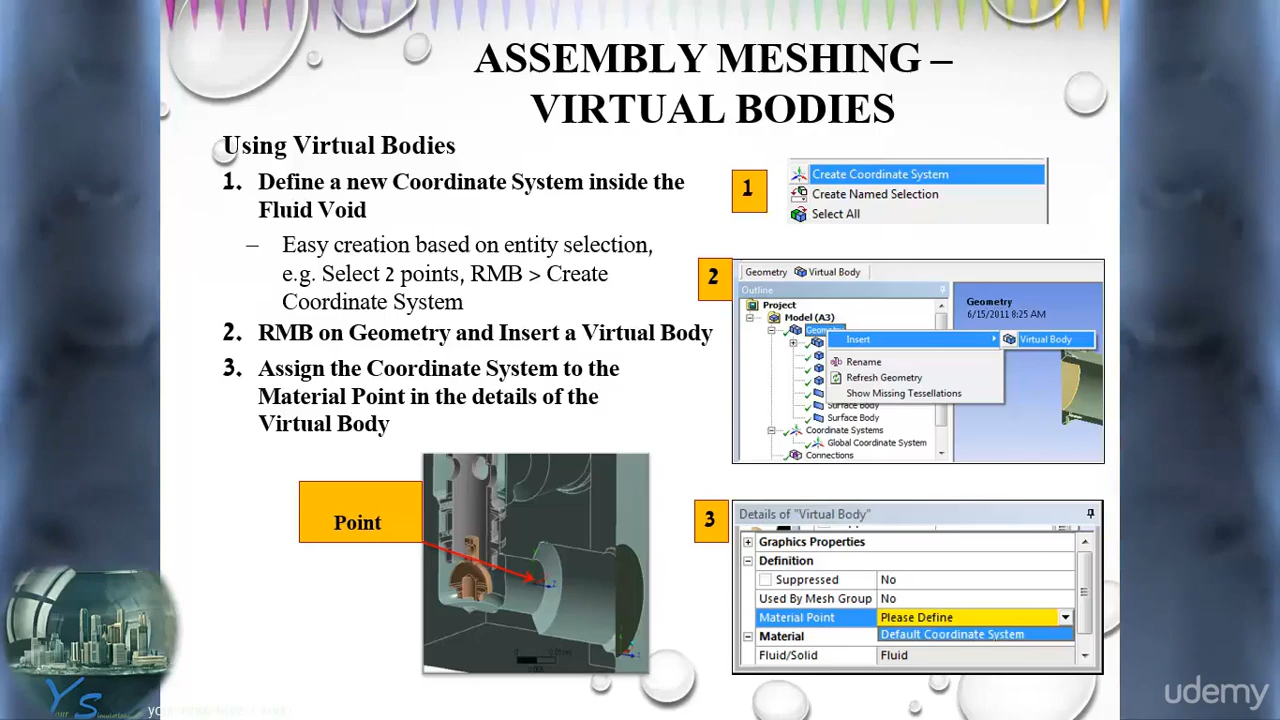 ASSEMBLY MESHING –
VIRTUAL BODIES
Using Virtual Bodies
1. Define a new Coordinate System inside the
Fluid Void
– Easy creation based on entity selection,
e.g. Select 2 points, RMB > Create
Coordinate System
2. RMB on Geometry and Insert a Virtual Body
3. Assign the Coordinate System to the
Material Point in the details of the
Virtual Body
Point
1
Create Coordinate System
Create Named Selection
Select All
2
Geometry Virtual Body
Outline
Project
Model (A3)
Geometry
Insert
Virtual Body
Rename
Refresh Geometry
Show Missing Tessellations
Surface Body
Surface Body
Coordinate Systems
Global Coordinate System
Connections
Geometry
6/15/2011 8:25 AM
3
Details of "Virtual Body"
Graphics Properties
Definition
Suppressed No
Used By Mesh Group No
Material Point Please Define
Default Coordinate System
Material
Fluid/Solid Fluid
udemy